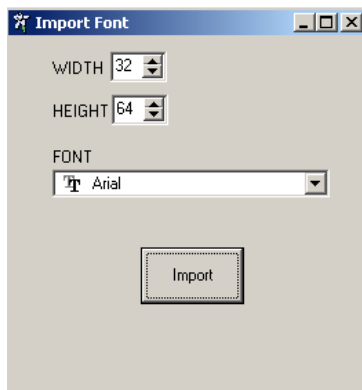 Import Font
WIDTH 32
HEIGHT 64
FONT
Arial
Import